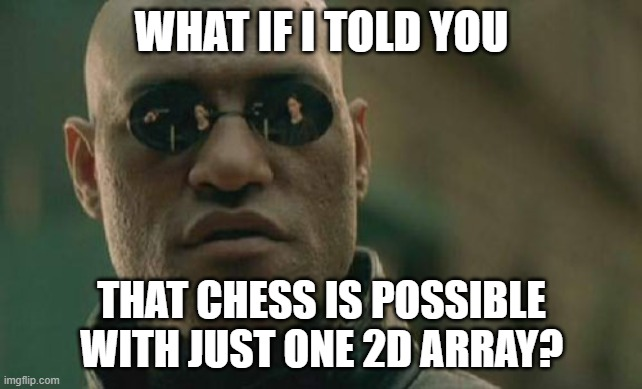 WHAT IF I TOLD YOU
THAT CHESS IS POSSIBLE
WITH JUST ONE 2D ARRAY?
imgflip.com